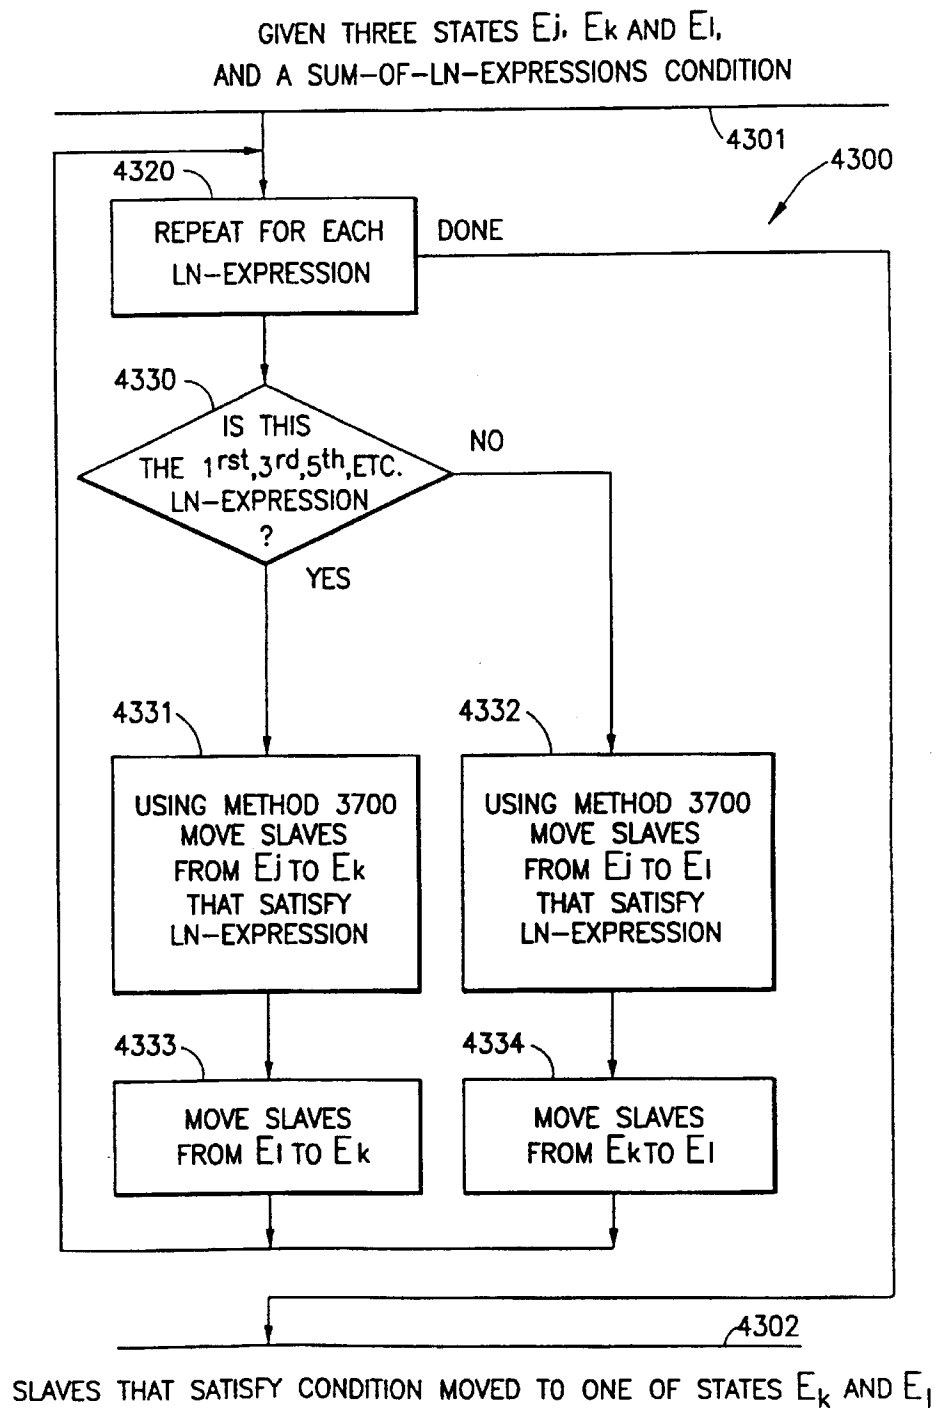 GIVEN THREE STATES Ej, Ek AND El,
AND A SUM-OF-LN-EXPRESSIONS CONDITION
4301
4300
4320
REPEAT FOR EACH
LN-EXPRESSION
DONE
4330
IS THIS
THE 1rst,3rd,5th,ETC.
LN-EXPRESSION
?
NO
YES
4331
USING METHOD 3700
MOVE SLAVES
FROM Ej TO Ek
THAT SATISFY
LN-EXPRESSION
4332
USING METHOD 3700
MOVE SLAVES
FROM Ej TO El
THAT SATISFY
LN-EXPRESSION
4333
MOVE SLAVES
FROM El TO Ek
4334
MOVE SLAVES
FROM Ek TO El
4302
SLAVES THAT SATISFY CONDITION MOVED TO ONE OF STATES Ek AND El